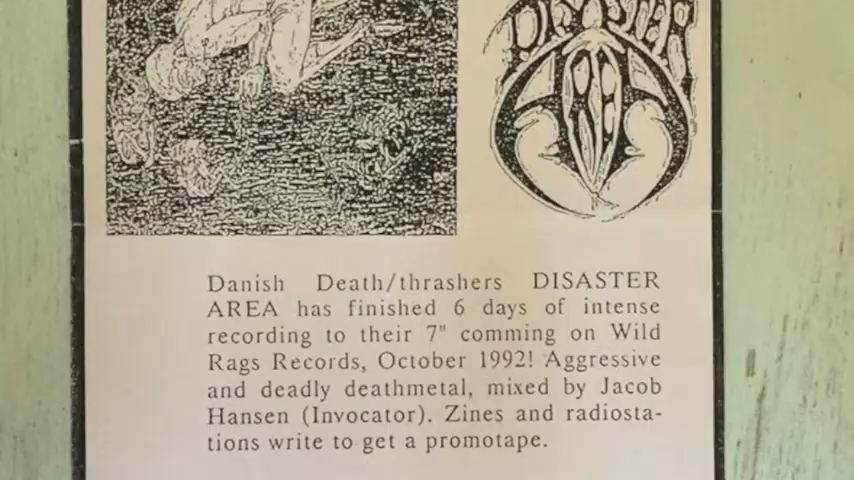 DISASTER
AREA
Danish Death/thrashers DISASTER
AREA has finished 6 days of intense
recording to their 7" comming on Wild
Rags Records, October 1992! Aggressive
and deadly deathmetal, mixed by Jacob
Hansen (Invocator). Zines and radiosta-
tions write to get a promotape.